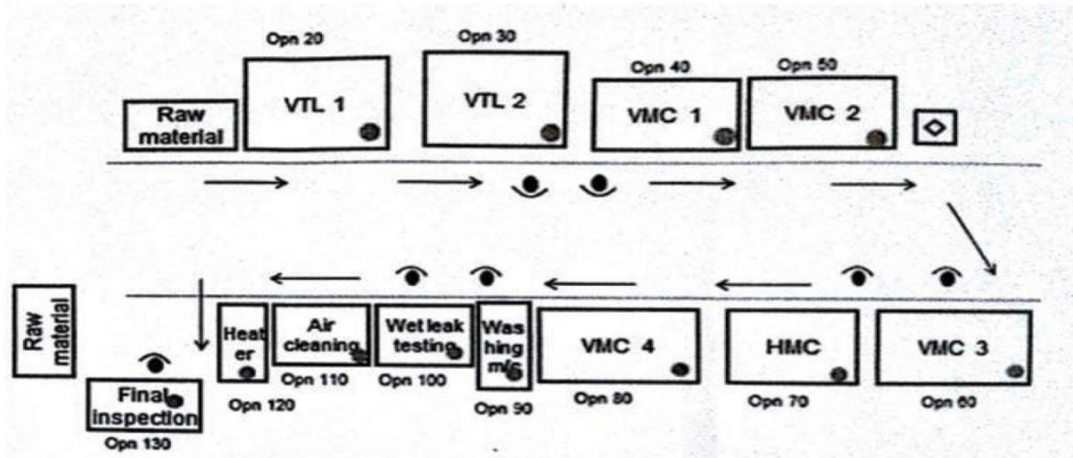 Opn 20
Opn 30
Opn 40
Opn 50
Raw
material
VTL 1
VTL 2
VMC 1
VMC 2
Raw
material
Heat
er
Air
cleaning
Wet leak
testing
Was
hing
m/c
VMC 4
HMC
VMC 3
Opn 120
Opn 110
Opn 100
Opn 90
Opn 80
Opn 70
Opn 60
Final
inspection
Opn 130